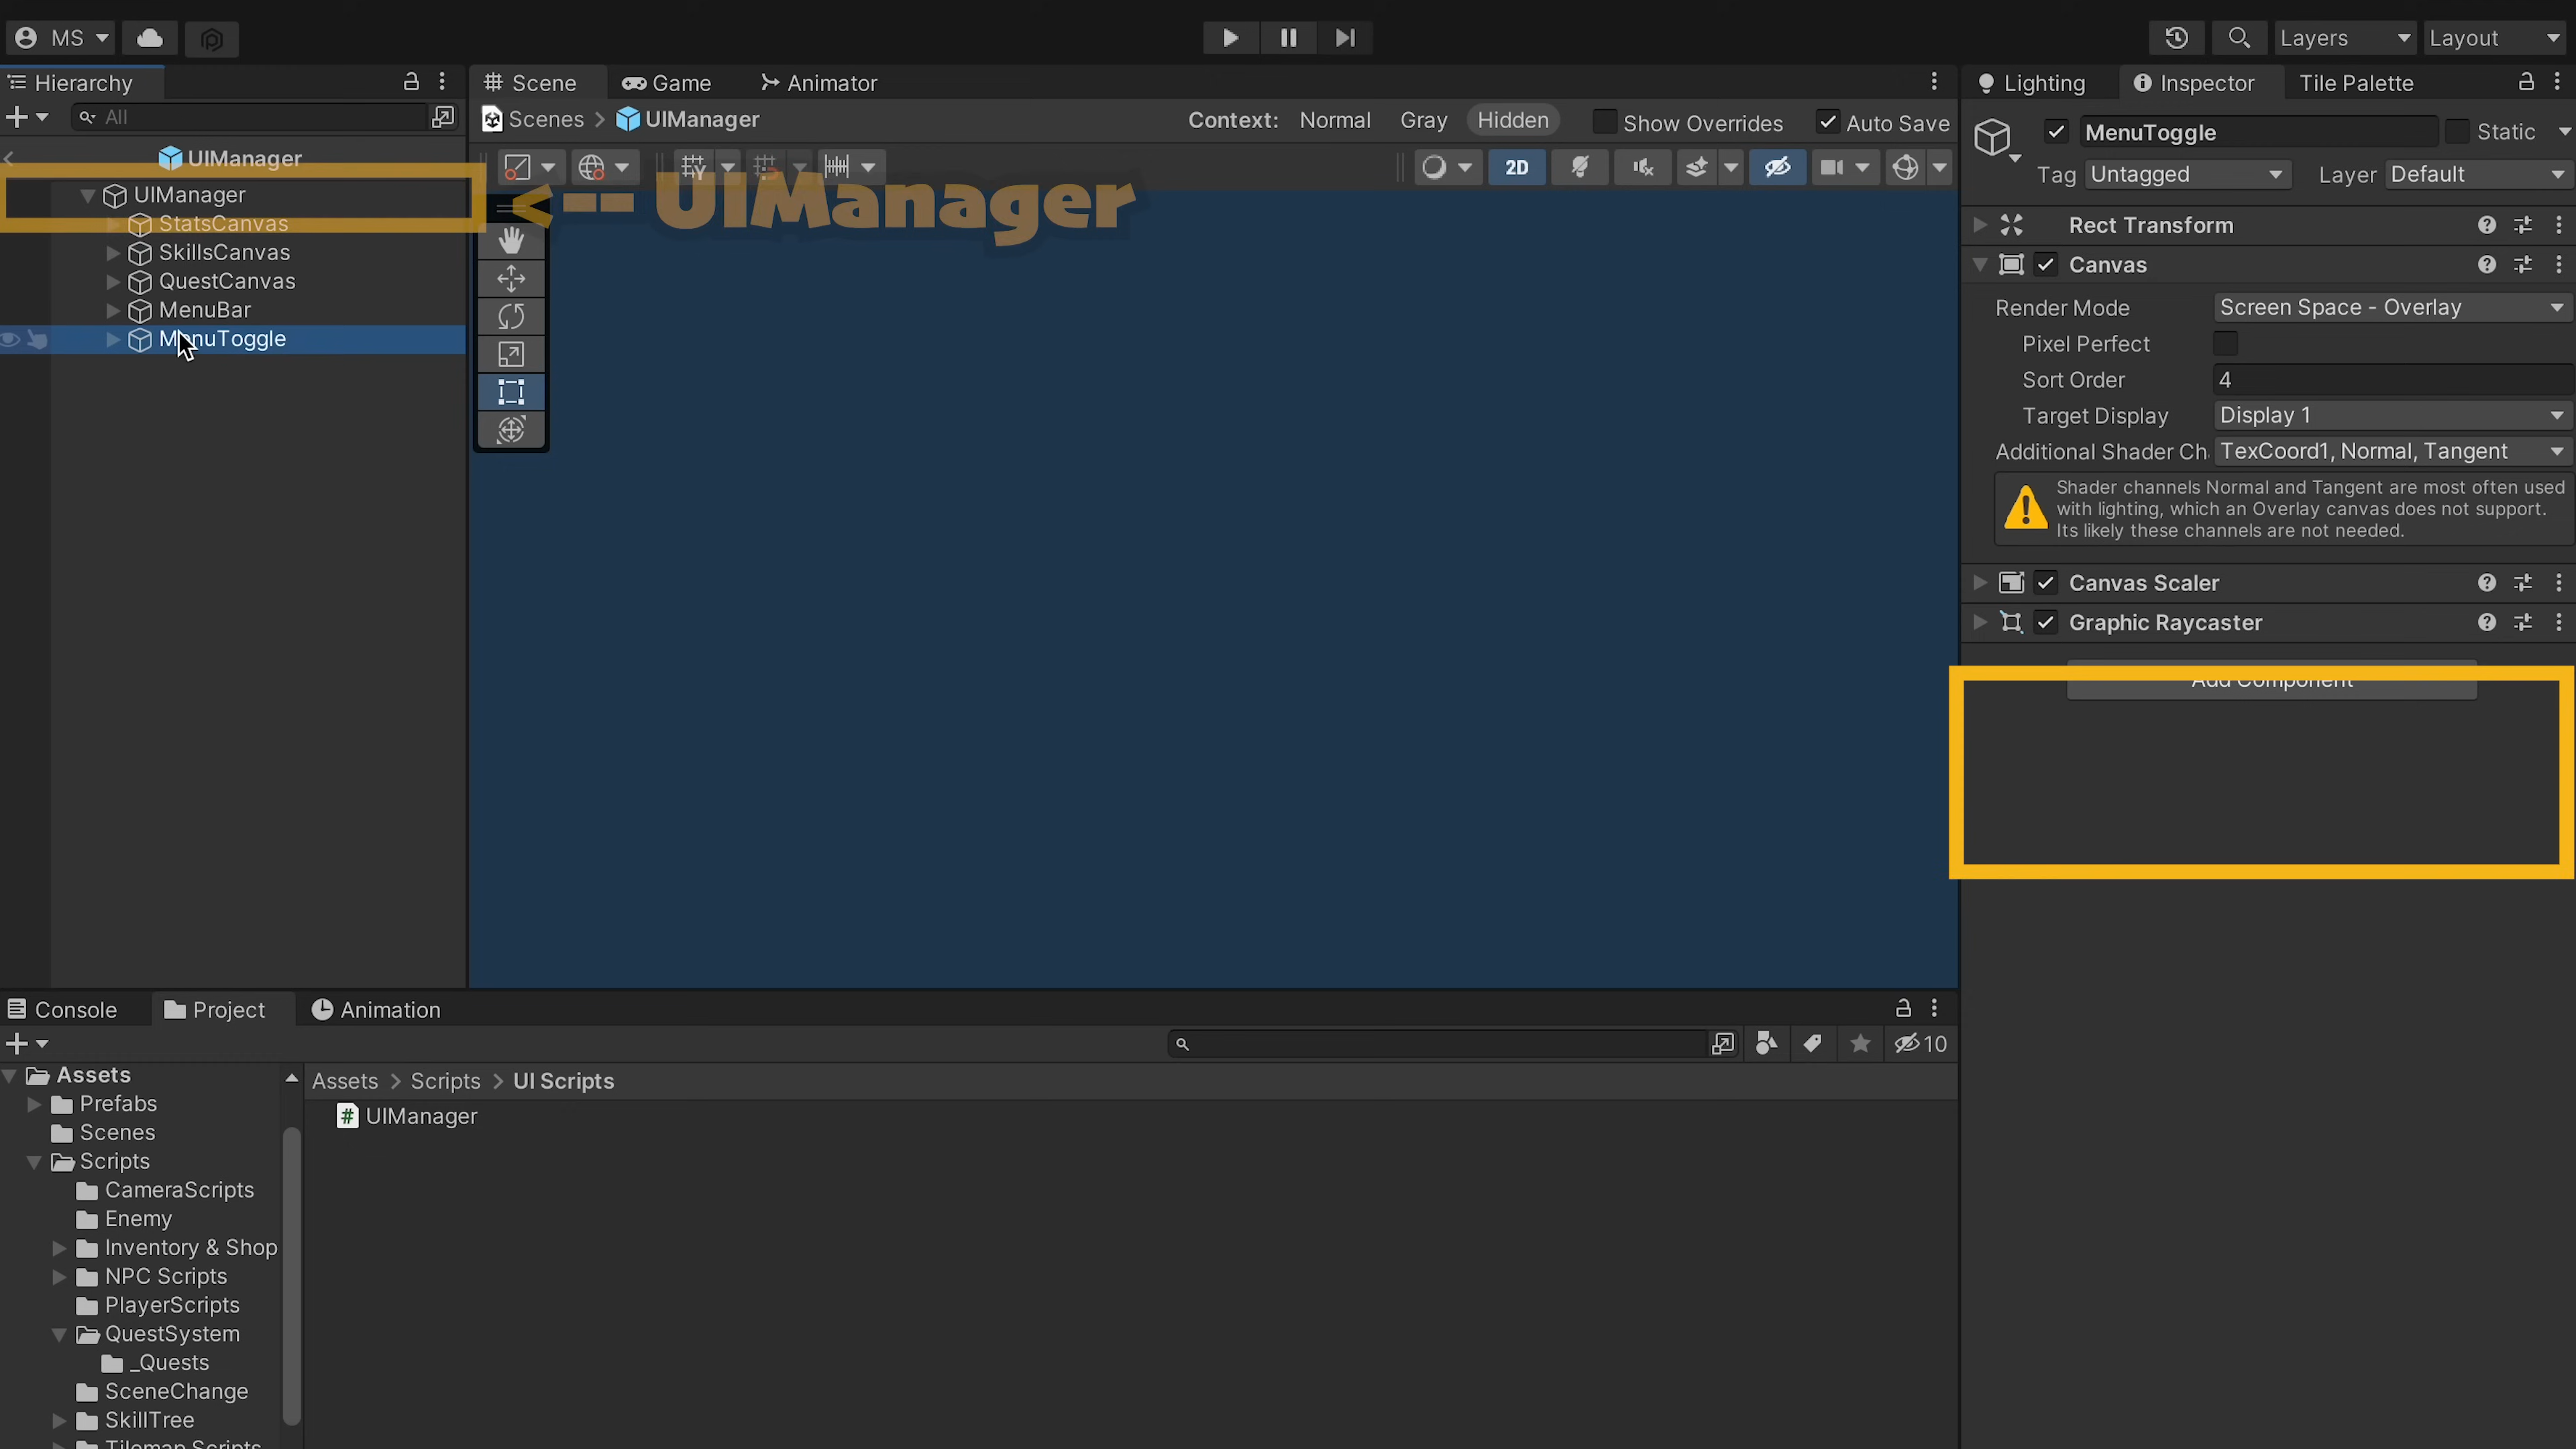 MS
Layers
Layout
Hierarchy
All
UIManager
UIManager
StatsCanvas
SkillsCanvas
QuestCanvas
MenuBar
MenuToggle
Scene
Game
Animator
Scenes > UIManager
Context: Normal Gray Hidden Show Overrides Auto Save
2D
<-- UIManager
Lighting
Inspector
Tile Palette
MenuToggle Static
Tag Untagged Layer Default
Rect Transform
Canvas
Render Mode Screen Space - Overlay
Pixel Perfect
Sort Order 4
Target Display Display 1
Additional Shader Ch TexCoord1, Normal, Tangent
Shader channels Normal and Tangent are most often used
with lighting, which an Overlay canvas does not support.
Its likely these channels are not needed.
Canvas Scaler
Graphic Raycaster
Add Component
Console
Project
Animation
10
Assets
Prefabs
Scenes
Scripts
CameraScripts
Enemy
Inventory & Shop
NPC Scripts
PlayerScripts
QuestSystem
_Quests
SceneChange
SkillTree
Tilemap Scripts
Assets > Scripts > UI Scripts
UIManager